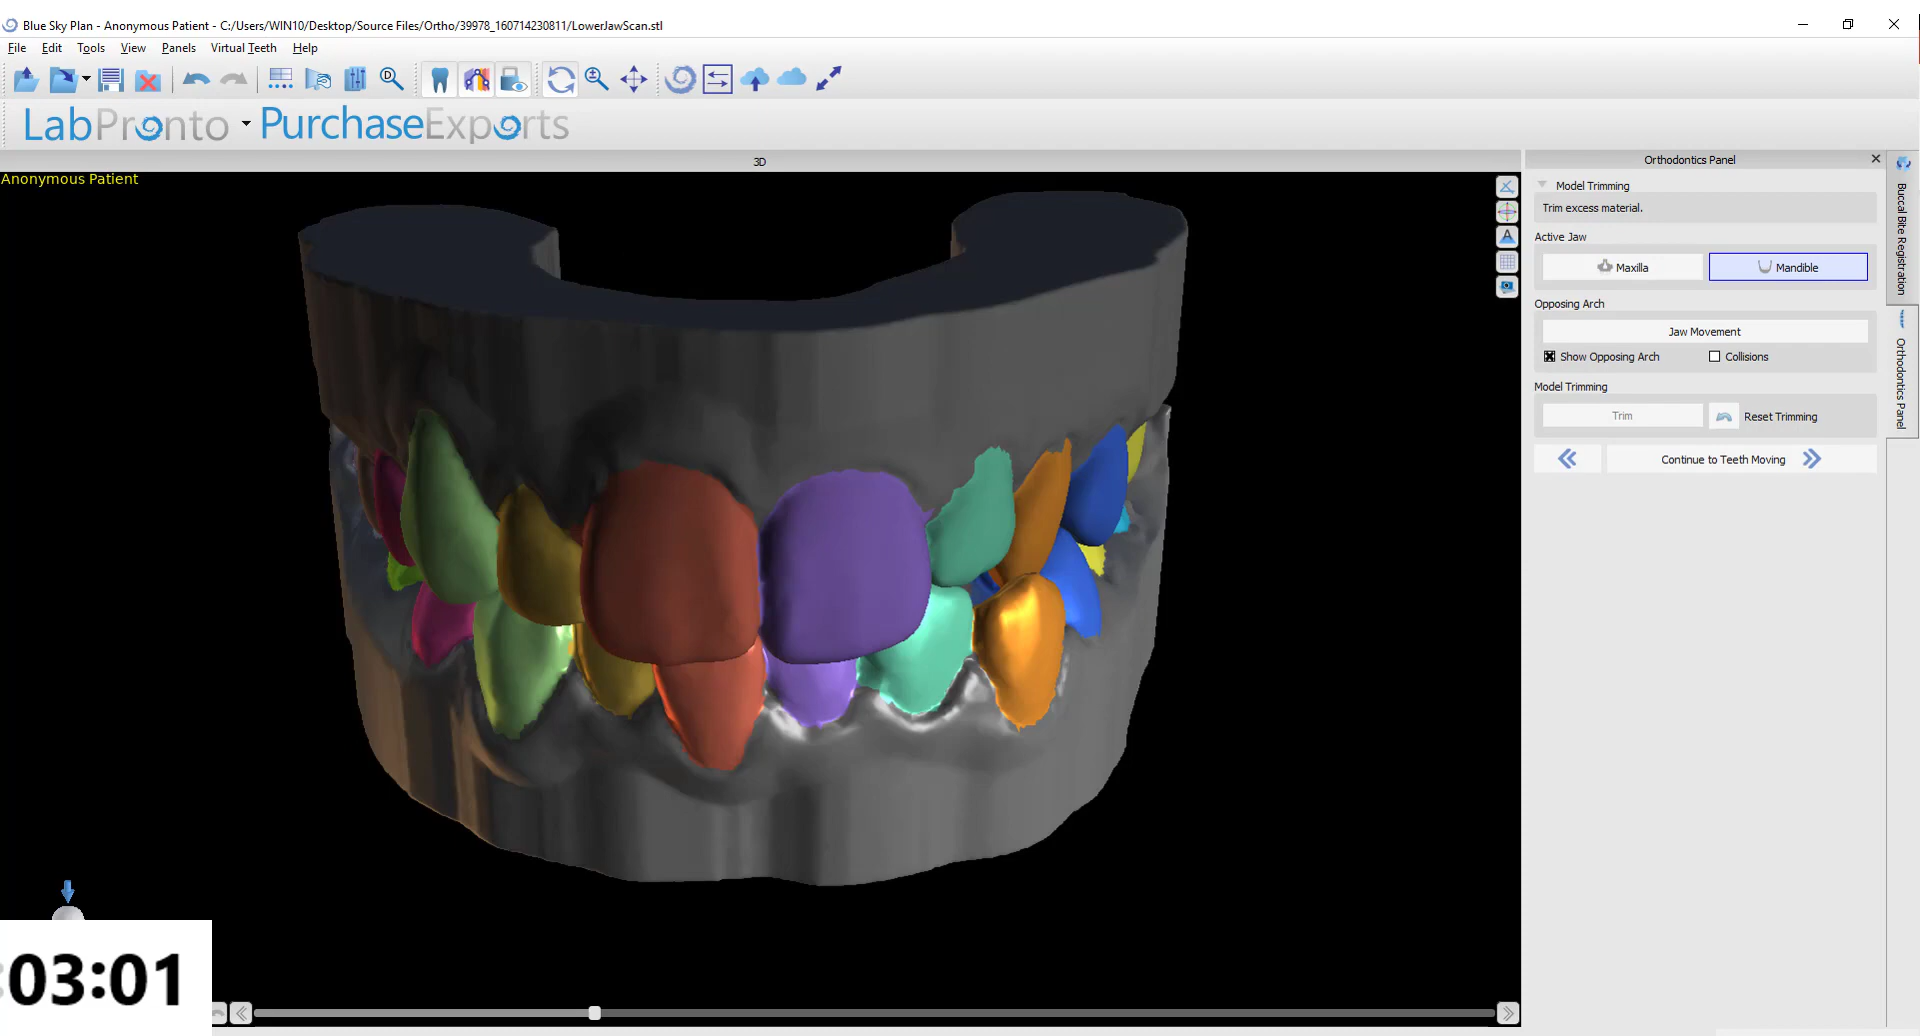 Blue Sky Plan - Anonymous Patient - C:/Users/WIN10/Desktop/Source Files/Ortho/39978_160714230811/LowerJawScan.stl
File Edit Tools View Panels Virtual Teeth Help
LabPronto PurchaseExports
3D
Anonymous Patient
Orthodontics Panel
Model Trimming
Trim excess material.
Active Jaw
Maxilla Mandible
Opposing Arch
Jaw Movement
Show Opposing Arch Collisions
Model Trimming
Trim Reset Trimming
Continue to Teeth Moving
Buccal Bite Registration
Orthodontics Panel
:03:01